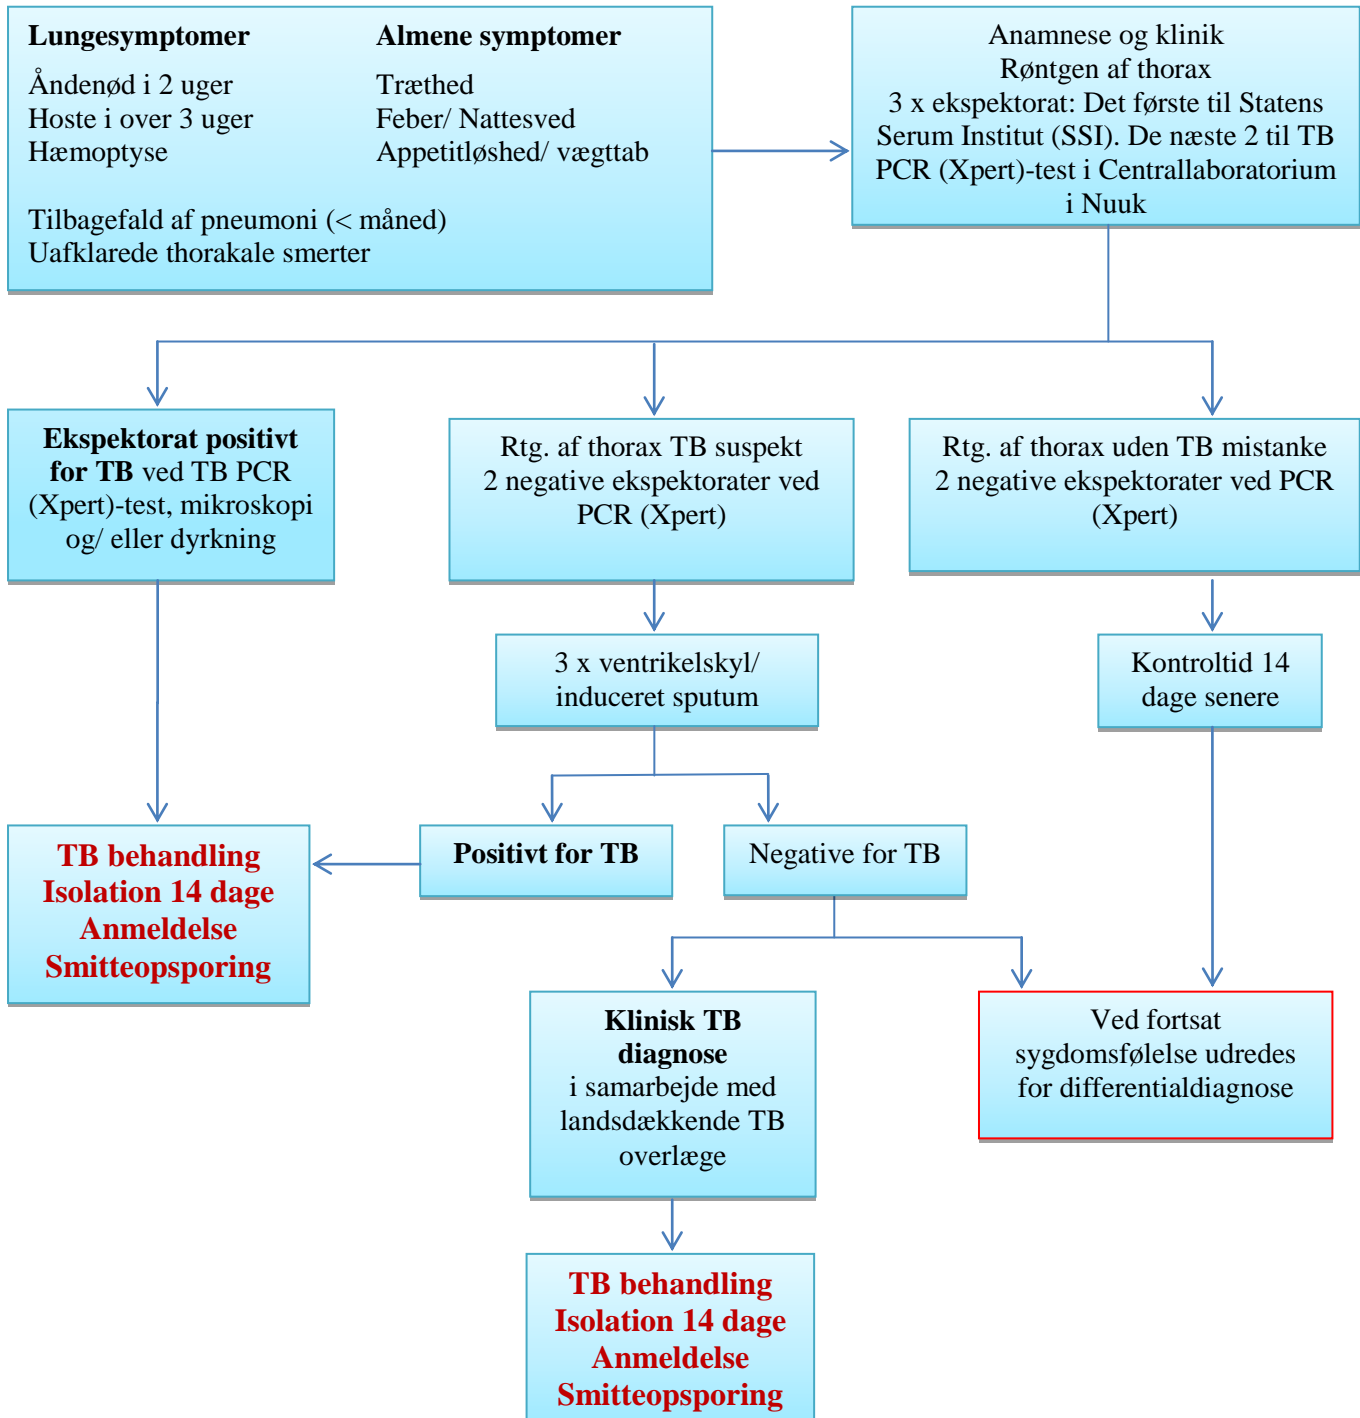 Lungesymptomer
Almene symptomer
Åndenød i 2 uger
Træthed
Hoste i over 3 uger
Feber/ Nattesved
Hæmoptyse
Appetitløshed/ vægttab
Tilbagefald af pneumoni (< måned)
Uafklarede thorakale smerter
Anamnese og klinik
Røntgen af thorax
3 x ekspektorat: Det første til Statens
Serum Institut (SSI). De næste 2 til TB
PCR (Xpert)-test i Centrallaboratorium
i Nuuk
Ekspektorat positivt
for TB ved TB PCR
(Xpert)-test, mikroskopi
og/ eller dyrkning
Rtg. af thorax TB suspekt
2 negative ekspektorater ved
PCR (Xpert)
Rtg. af thorax uden TB mistanke
2 negative ekspektorater ved PCR
(Xpert)
3 x ventrikelskyl/
induceret sputum
Kontroltid 14
dage senere
TB behandling
Isolation 14 dage
Anmeldelse
Smitteopsporing
Positivt for TB
Negative for TB
Klinisk TB
diagnose
i samarbejde med
landsdækkende TB
overlæge
Ved fortsat
sygdomsfølelse udredes
for differentialdiagnose
TB behandling
Isolation 14 dage
Anmeldelse
Smitteopsporing